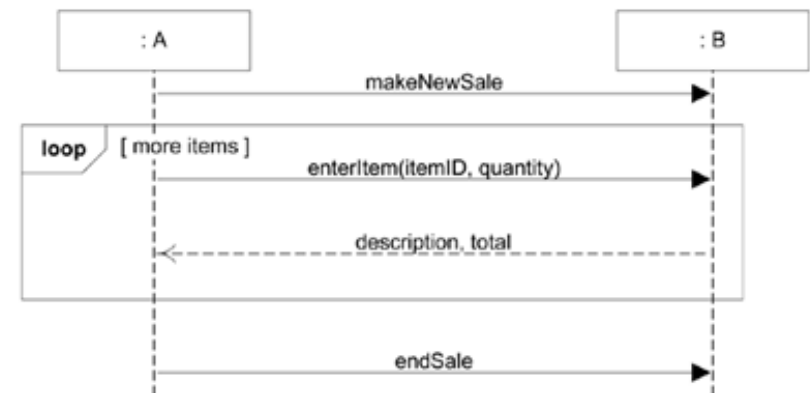 : A
: B
makeNewSale
loop
[ more items ]
enterItem(itemID, quantity)
description, total
endSale